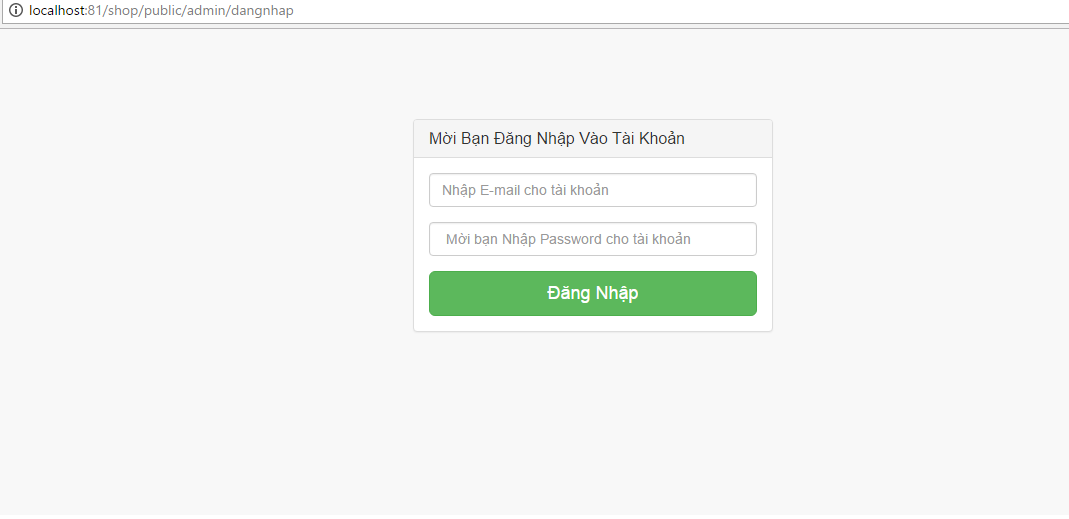 localhost:81/shop/public/admin/dangnhap
Mời Bạn Đăng Nhập Vào Tài Khoản
Nhập E-mail cho tài khoản
Mời bạn Nhập Password cho tài khoản
Đăng Nhập